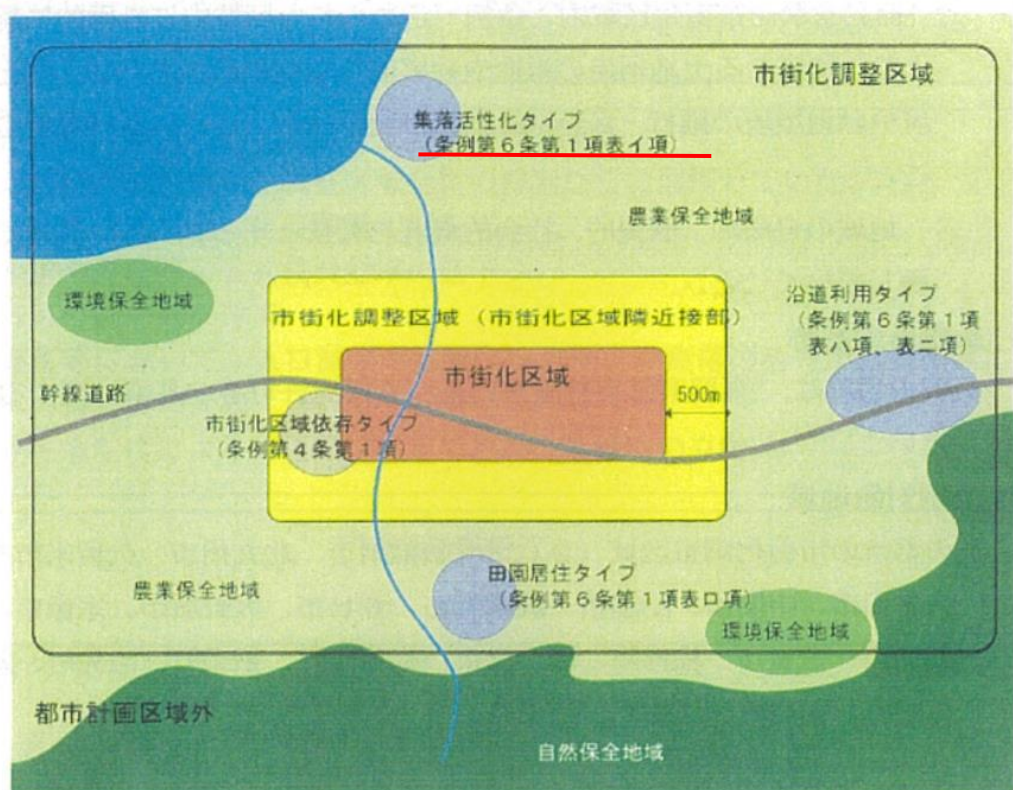 市街化調整区域
集落活性化タイプ
(条例第6条第1項表イ項)
農業保全地域
環境保全地域
沿道利用タイプ
(条例第6条第1項
表ハ項、表ニ項)
市街化調整区域(市街化区域隣近接部)
市街化区域
幹線道路
500m
市街化区域依存タイプ
(条例第4条第1項)
田園居住タイプ
(条例第6条第1項表ロ項)
農業保全地域
環境保全地域
都市計画区域外
自然保全地域